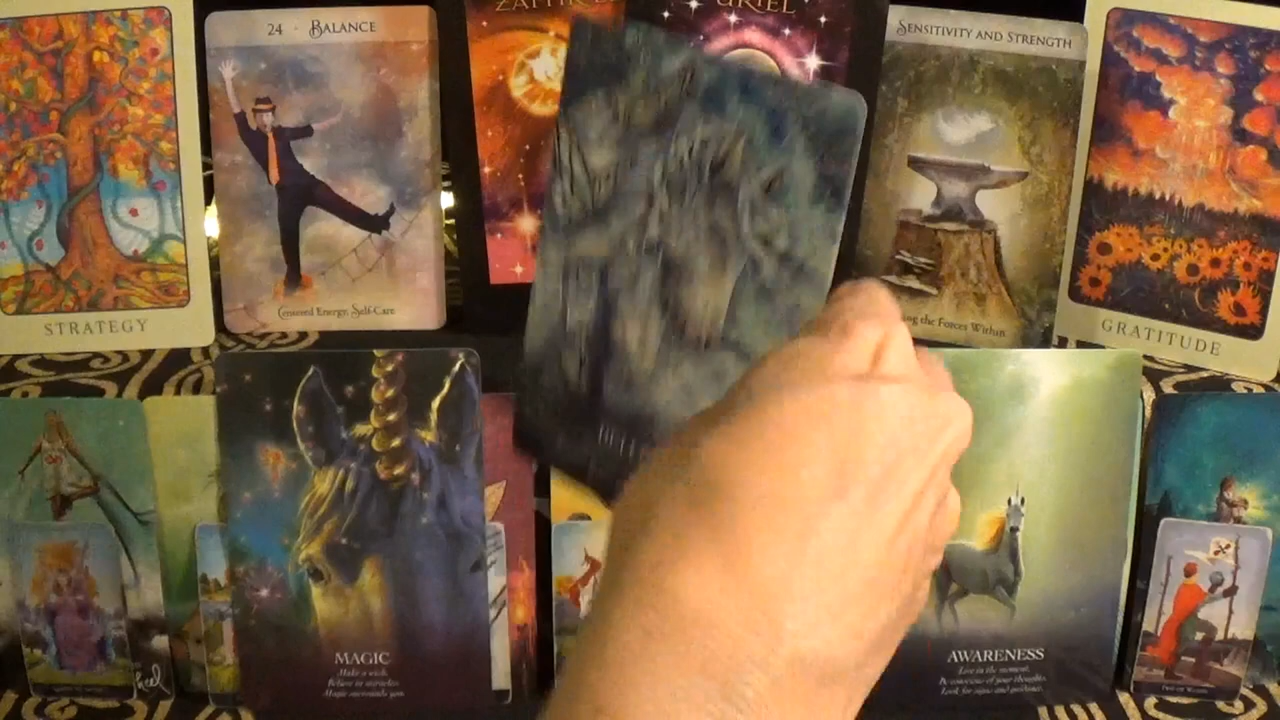 24 · BALANCE
URIEL
SENSITIVITY AND STRENGTH
STRATEGY
Centered Energy, Self-Care
ng the Forces Within
GRATITUDE
MAGIC
Make a wish.
Believe in miracles.
Magic surrounds you.
AWARENESS
Live in the moment.
Be conscious of your thoughts.
Look for signs and guidance.